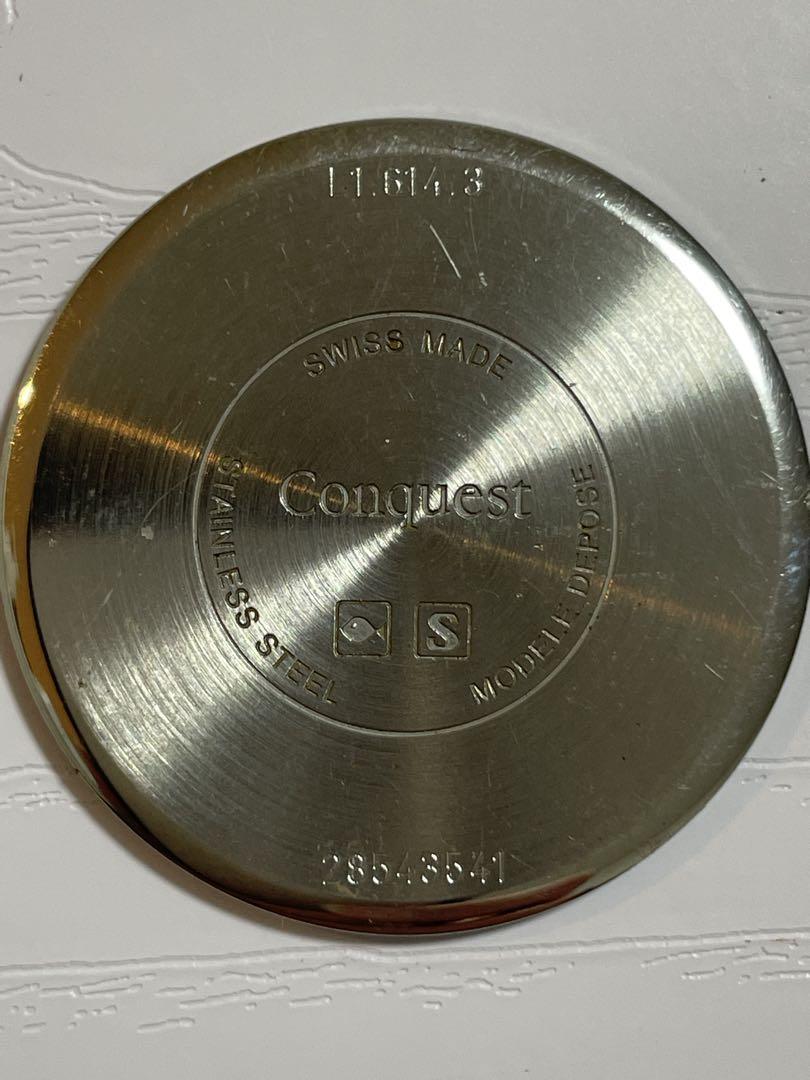 L1.614.3
SWISS MADE
Conquest
STAINLESS STEEL
MODELE DEPOSE
S
28543541